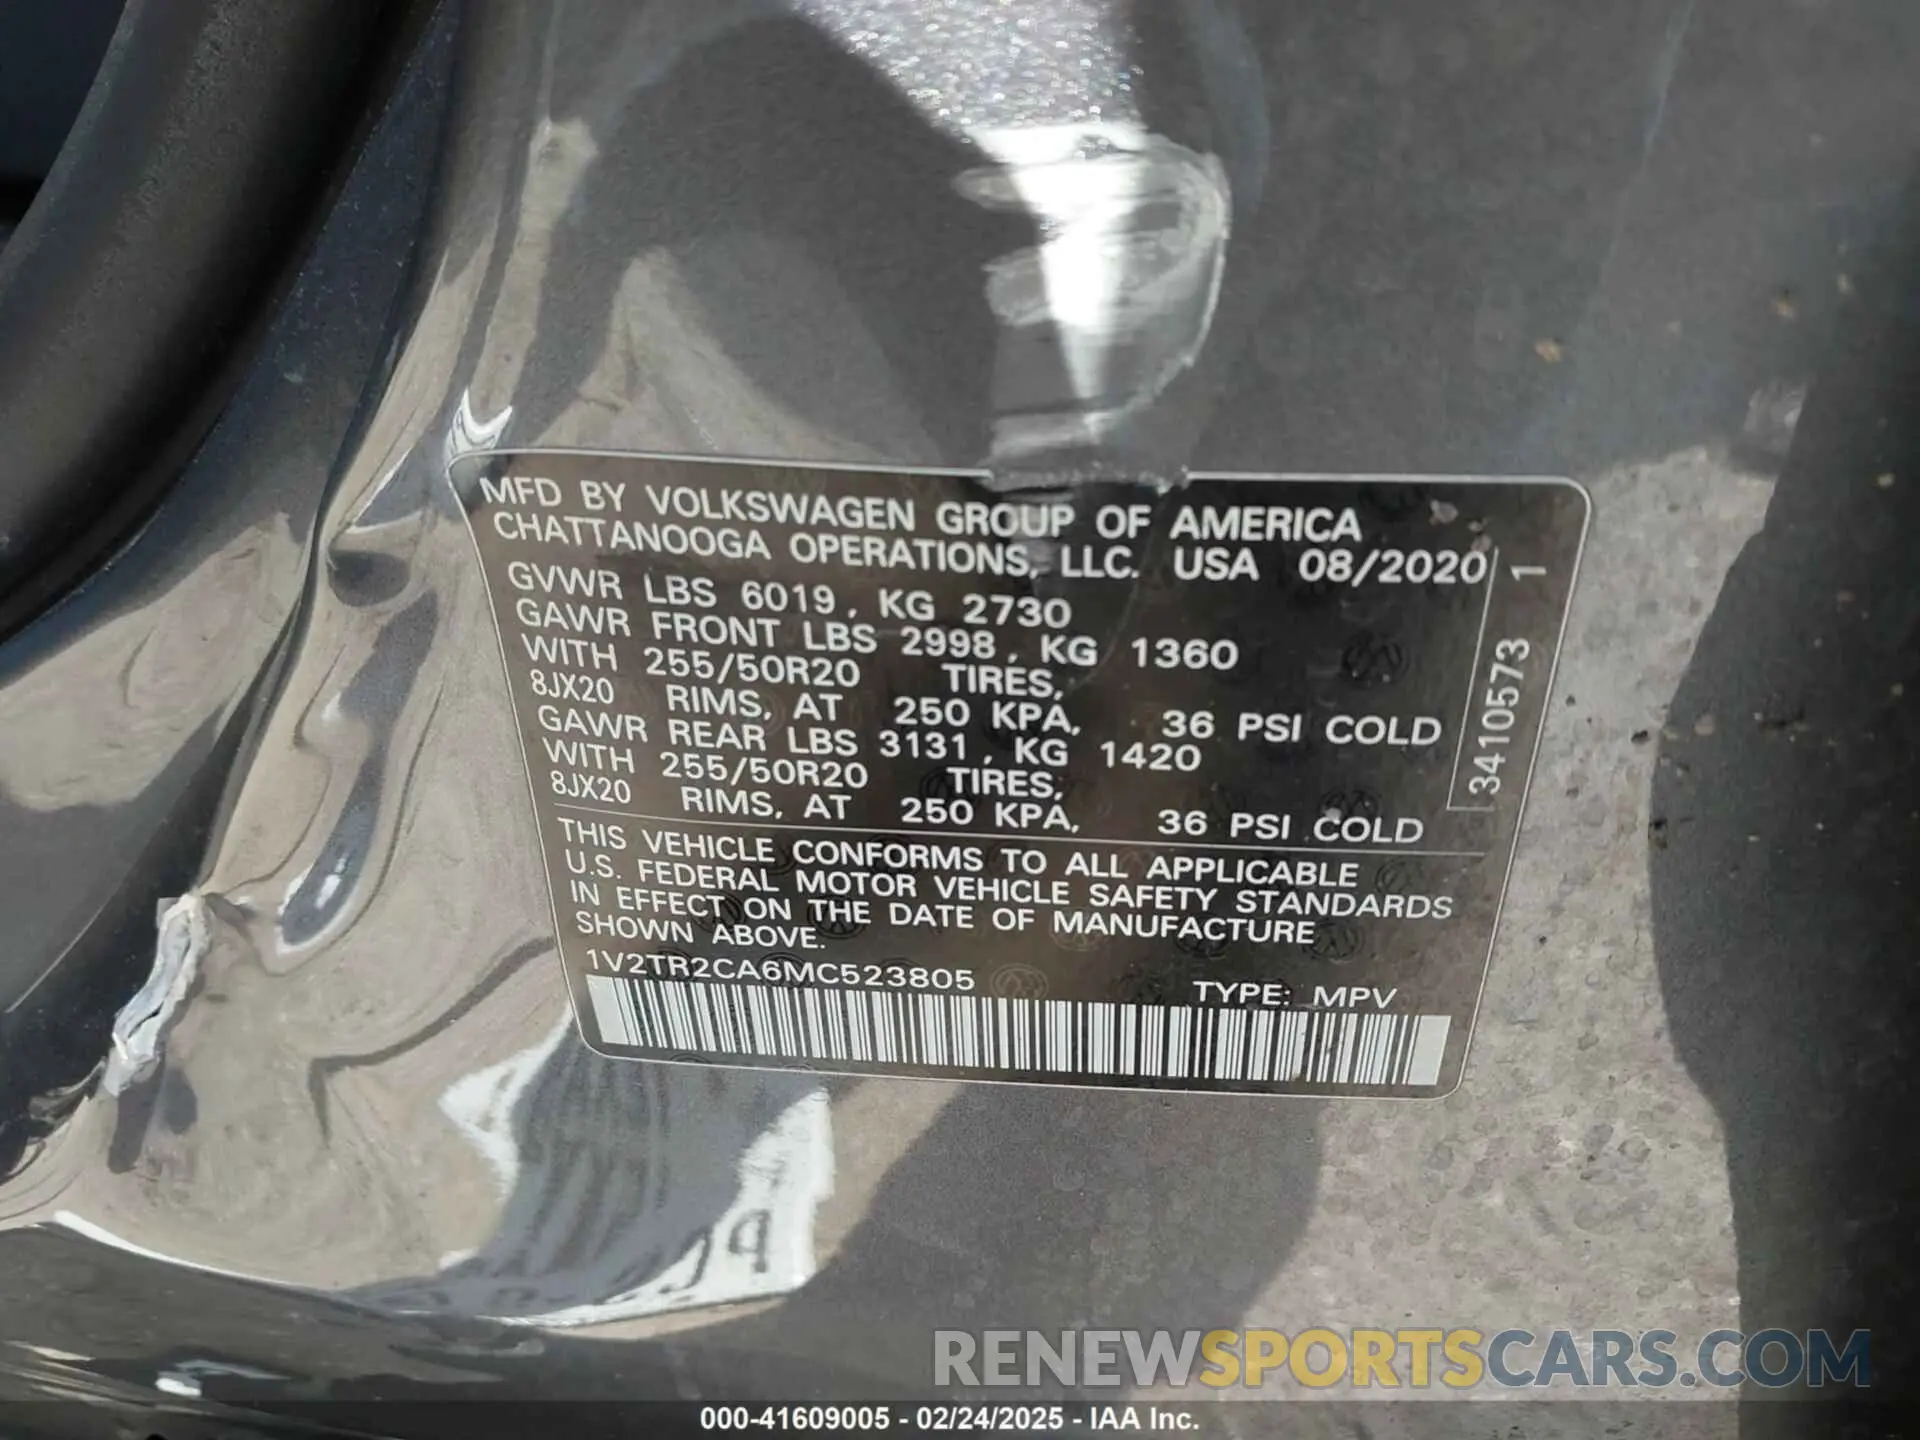 MFD BY VOLKSWAGEN GROUP OF AMERICA
CHATTANOOGA OPERATIONS, LLC. USA 08/2020
GVWR LBS 6019, KG 2730
GAWR FRONT LBS 2998, KG 1360
WITH 255/50R20 TIRES,
8JX20 RIMS, AT 250 KPA, 36 PSI COLD
GAWR REAR LBS 3131, KG 1420
WITH 255/50R20 TIRES,
8JX20 RIMS, AT 250 KPA, 36 PSI COLD
THIS VEHICLE CONFORMS TO ALL APPLICABLE
U.S. FEDERAL MOTOR VEHICLE SAFETY STANDARDS
IN EFFECT ON THE DATE OF MANUFACTURE
SHOWN ABOVE.
1V2TR2CA6MC523805 TYPE: MPV
3410573 1
RENEWSPORTSCARS.COM
000-41609005 - 02/24/2025 - IAA Inc.